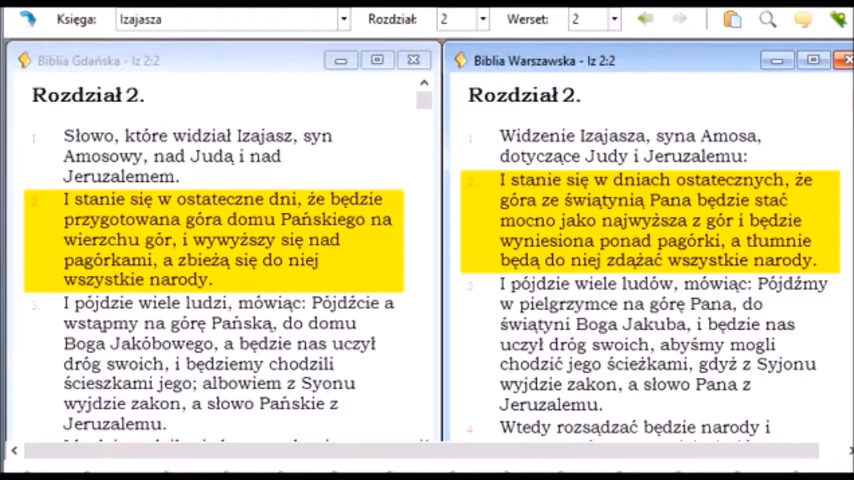 Księga: Izajasza Rozdział: 2 Werset: 2
Biblia Gdańska - Iz 2:2
Rozdział 2.
1 Słowo, które widział Izajasz, syn
Amosowy, nad Judą i nad
Jeruzalemem.
2 I stanie się w ostateczne dni, że będzie
przygotowana góra domu Pańskiego na
wierzchu gór, i wywyższy się nad
pagórkami, a zbieżą się do niej
wszystkie narody.
3 I pójdzie wiele ludzi, mówiąc: Pójdźcie a
wstąpmy na górę Pańską, do domu
Boga Jakóbowego, a będzie nas uczył
dróg swoich, i będziemy chodzili
ścieszkami jego; albowiem z Syonu
wyjdzie zakon, a słowo Pańskie z
Jeruzalemu.
Biblia Warszawska - Iz 2:2
Rozdział 2.
1 Widzenie Izajasza, syna Amosa,
dotyczące Judy i Jeruzalemu:
2 I stanie się w dniach ostatecznych, że
góra ze świątynią Pana będzie stać
mocno jako najwyższa z gór i będzie
wyniesiona ponad pagórki, a tłumnie
będą do niej zdążać wszystkie narody.
3 I pójdzie wiele ludów, mówiąc: Pójdźmy
w pielgrzymce na górę Pana, do
świątyni Boga Jakuba, i będzie nas
uczył dróg swoich, abyśmy mogli
chodzić jego ścieżkami, gdyż z Syjonu
wyjdzie zakon, a słowo Pana z
Jeruzalemu.
4 Wtedy rozsądzać będzie narody i